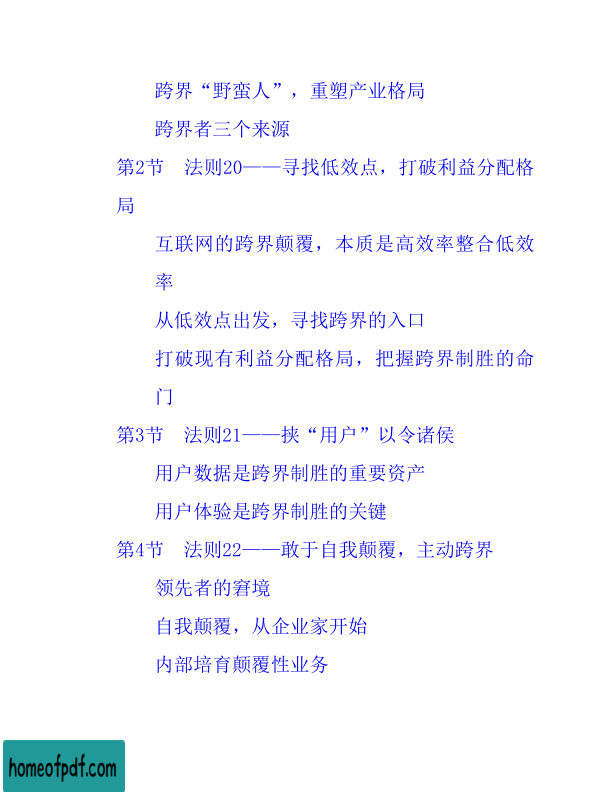 跨界“野蛮人”，重塑产业格局
跨界者三个来源
第2节　法则20——寻找低效点，打破利益分配格
局
互联网的跨界颠覆，本质是高效率整合低效
率
从低效点出发，寻找跨界的入口
打破现有利益分配格局，把握跨界制胜的命
门
第3节　法则21——挟“用户”以令诸侯
用户数据是跨界制胜的重要资产
用户体验是跨界制胜的关键
第4节　法则22——敢于自我颠覆，主动跨界
领先者的窘境
自我颠覆，从企业家开始
内部培育颠覆性业务
homeofpdf.com